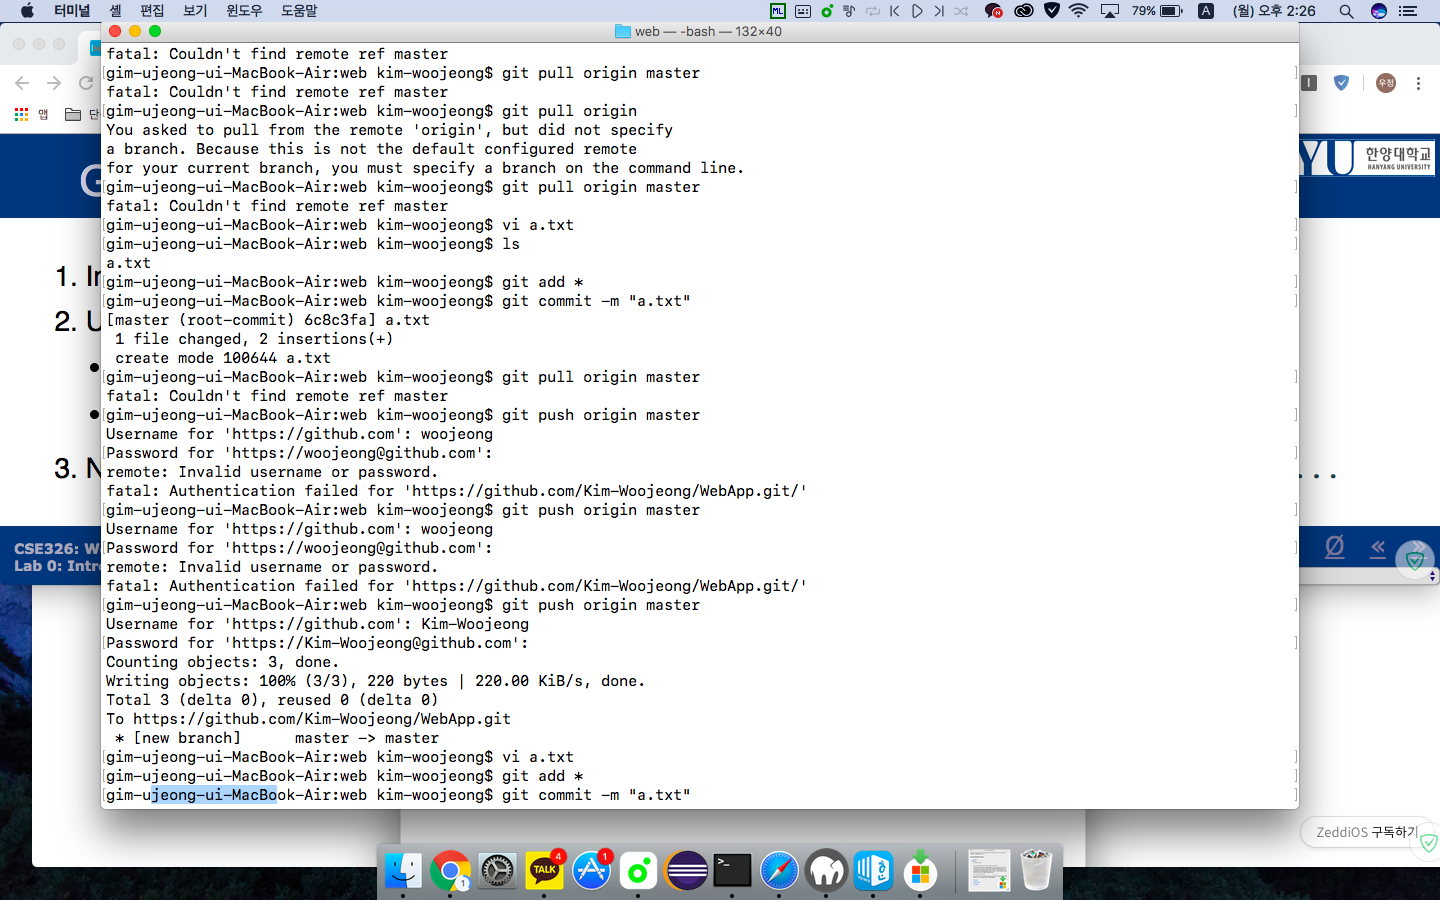 터미널 셸 편집 보기 윈도우 도움말 79% A (월) 오후 2:26
web — -bash — 132×40
fatal: Couldn't find remote ref master
gim-ujeong-ui-MacBook-Air:web kim-woojeong$ git pull origin master
fatal: Couldn't find remote ref master
gim-ujeong-ui-MacBook-Air:web kim-woojeong$ git pull origin
You asked to pull from the remote 'origin', but did not specify
a branch. Because this is not the default configured remote
for your current branch, you must specify a branch on the command line.
gim-ujeong-ui-MacBook-Air:web kim-woojeong$ git pull origin master
fatal: Couldn't find remote ref master
gim-ujeong-ui-MacBook-Air:web kim-woojeong$ vi a.txt
gim-ujeong-ui-MacBook-Air:web kim-woojeong$ ls
a.txt
gim-ujeong-ui-MacBook-Air:web kim-woojeong$ git add *
gim-ujeong-ui-MacBook-Air:web kim-woojeong$ git commit -m "a.txt"
[master (root-commit) 6c8c3fa] a.txt
1 file changed, 2 insertions(+)
create mode 100644 a.txt
gim-ujeong-ui-MacBook-Air:web kim-woojeong$ git pull origin master
fatal: Couldn't find remote ref master
gim-ujeong-ui-MacBook-Air:web kim-woojeong$ git push origin master
Username for 'https://github.com': woojeong
Password for 'https://woojeong@github.com':
remote: Invalid username or password.
fatal: Authentication failed for 'https://github.com/Kim-Woojeong/WebApp.git/'
gim-ujeong-ui-MacBook-Air:web kim-woojeong$ git push origin master
Username for 'https://github.com': woojeong
Password for 'https://woojeong@github.com':
remote: Invalid username or password.
fatal: Authentication failed for 'https://github.com/Kim-Woojeong/WebApp.git/'
gim-ujeong-ui-MacBook-Air:web kim-woojeong$ git push origin master
Username for 'https://github.com': Kim-Woojeong
Password for 'https://Kim-Woojeong@github.com':
Counting objects: 3, done.
Writing objects: 100% (3/3), 220 bytes | 220.00 KiB/s, done.
Total 3 (delta 0), reused 0 (delta 0)
To https://github.com/Kim-Woojeong/WebApp.git
* [new branch]      master -> master
gim-ujeong-ui-MacBook-Air:web kim-woojeong$ vi a.txt
gim-ujeong-ui-MacBook-Air:web kim-woojeong$ git add *
gim-ujeong-ui-MacBook-Air:web kim-woojeong$ git commit -m "a.txt"
앱
우정
YU 한양대학교
HANYANG UNIVERSITY
1. I
2. U
3. N
...
CSE326: W
Lab 0: Intr
ZeddiOS 구독하기
TALK
4
1
1